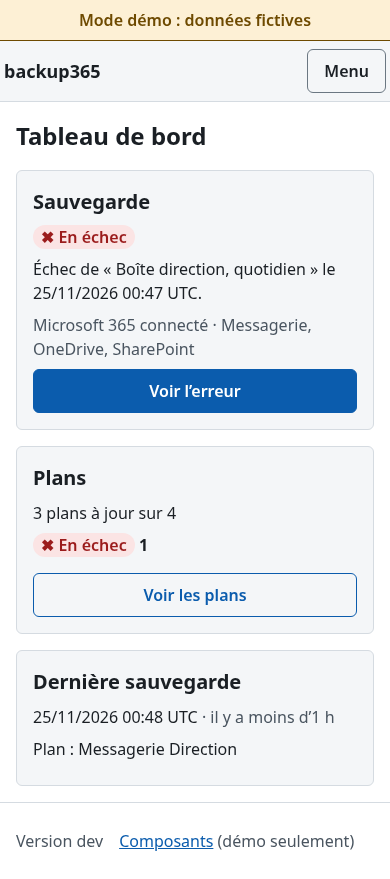 Mode démo : données fictives
backup365
Menu
Tableau de bord
Sauvegarde
✖ En échec
Échec de « Boîte direction, quotidien » le
25/11/2026 00:47 UTC.
Microsoft 365 connecté · Messagerie,
OneDrive, SharePoint
Voir l’erreur
Plans
3 plans à jour sur 4
✖ En échec 1
Voir les plans
Dernière sauvegarde
25/11/2026 00:48 UTC · il y a moins d’1 h
Plan : Messagerie Direction
Version dev Composants (démo seulement)